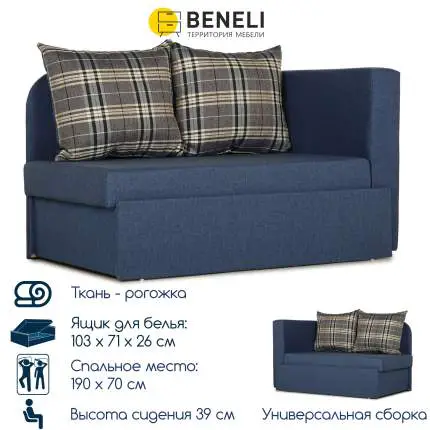 BENELI
ТЕРРИТОРИЯ МЕБЕЛИ
Ткань - рогожка
Ящик для белья:
103 х 71 х 26 см
Спальное место:
190 х 70 см
Высота сидения 39 см
Универсальная сборка